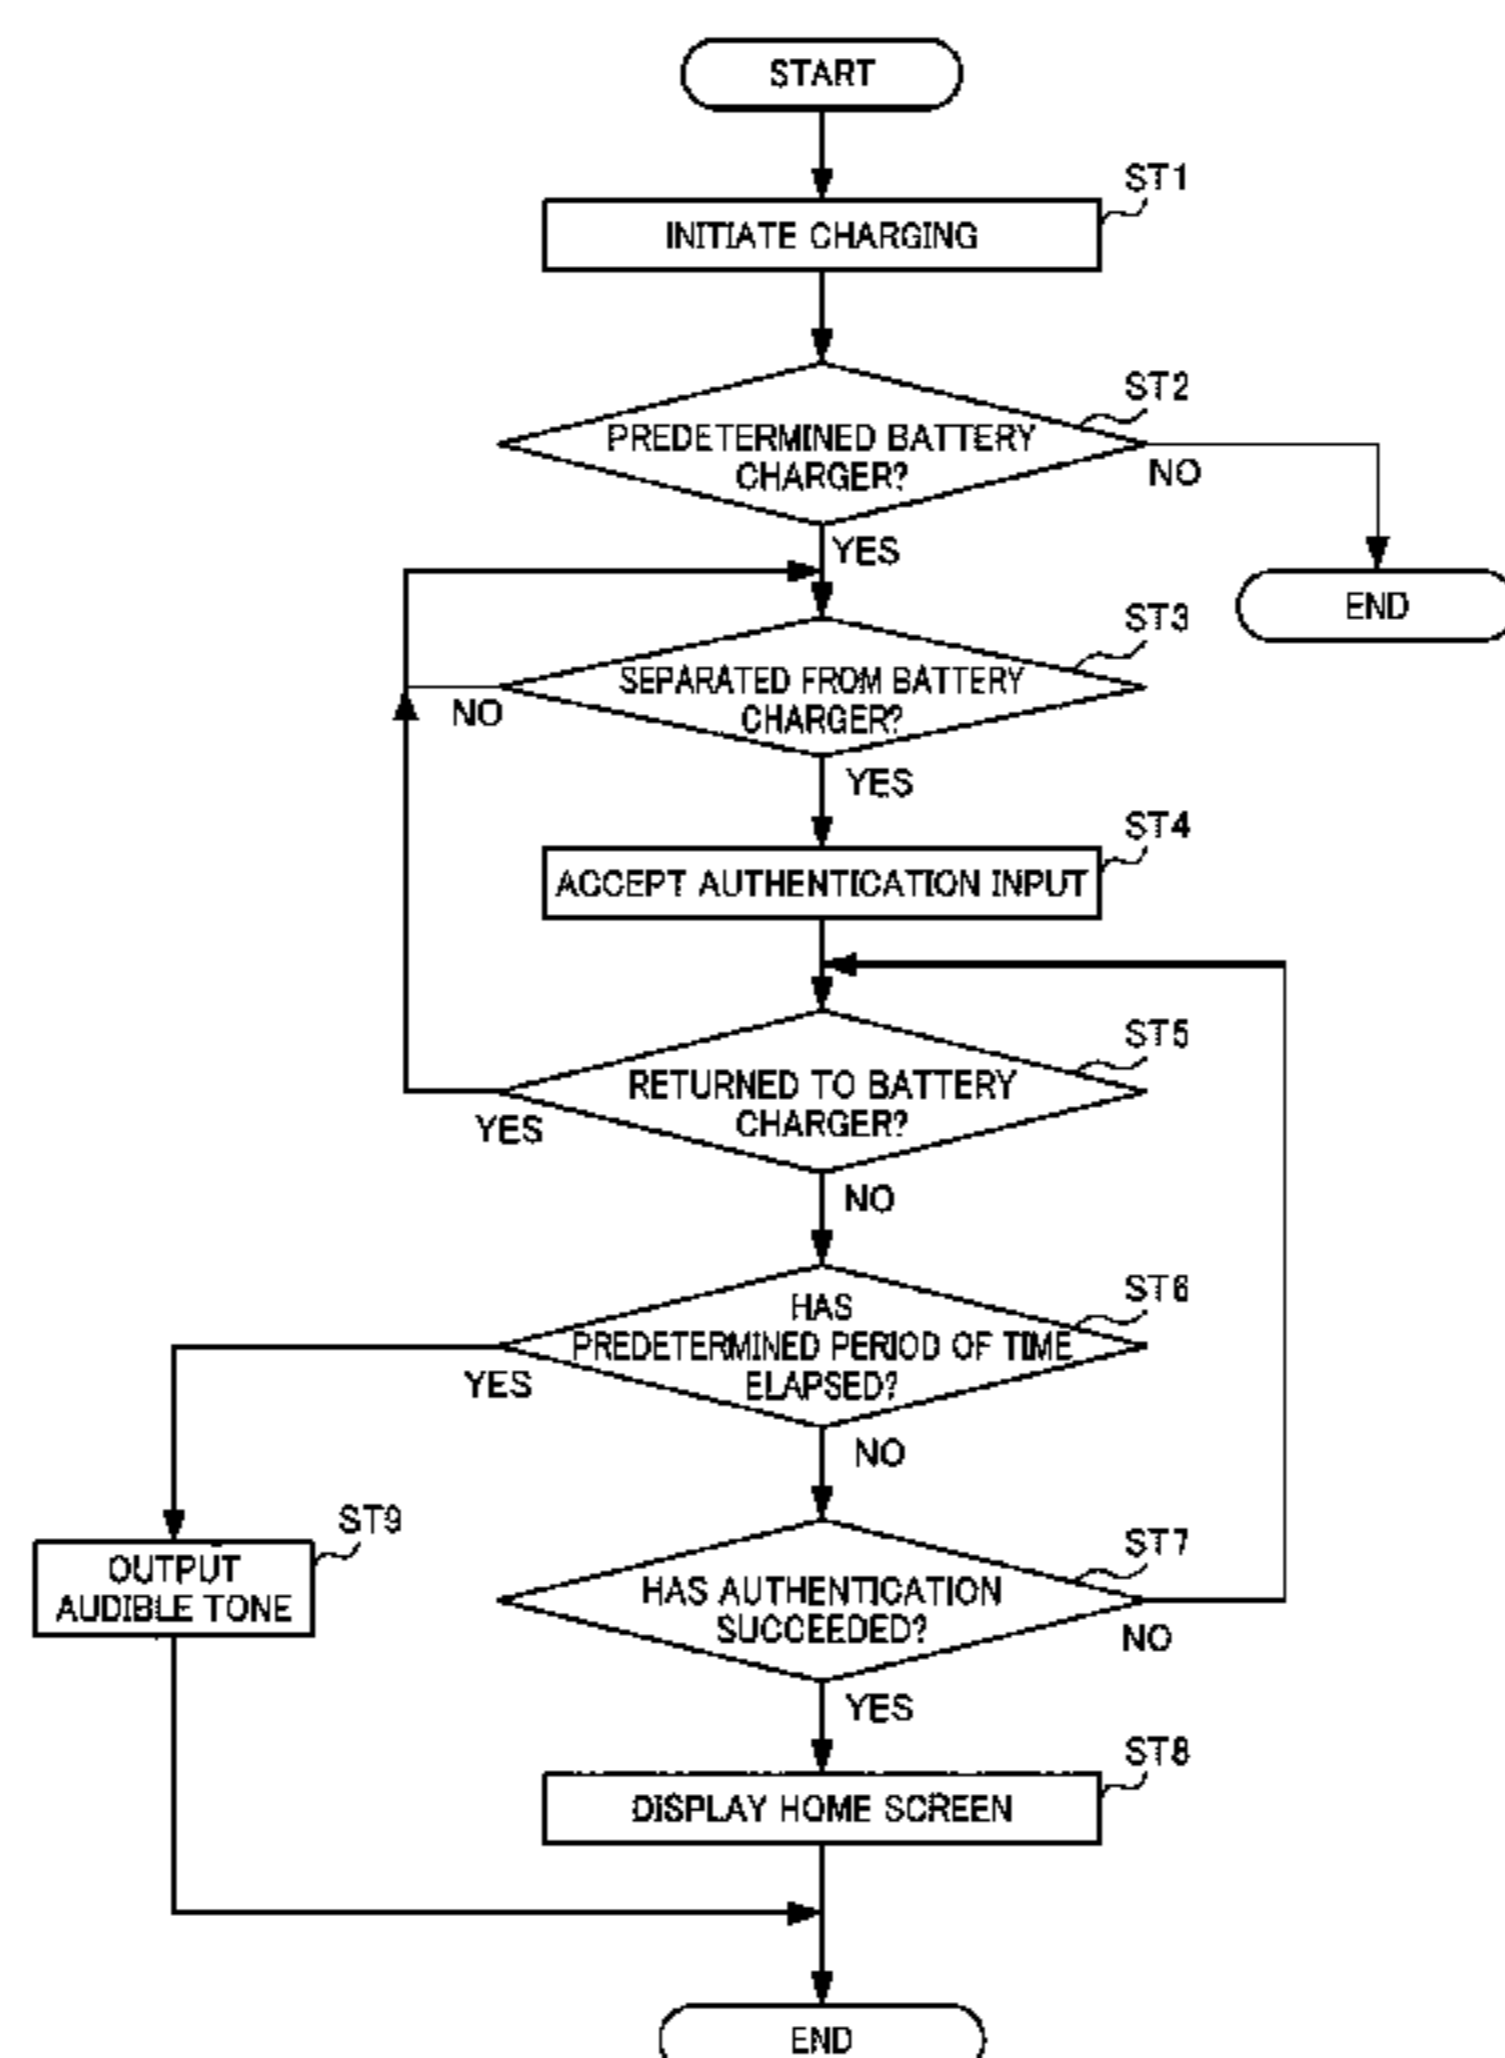 START
ST1
INITIATE CHARGING
ST2
PREDETERMINED BATTERY
CHARGER?
NO
YES
END
ST3
SEPARATED FROM BATTERY
CHARGER?
NO
YES
ST4
ACCEPT AUTHENTICATION INPUT
ST5
RETURNED TO BATTERY
CHARGER?
YES
NO
ST6
HAS
PREDETERMINED PERIOD OF TIME
ELAPSED?
YES
NO
ST9
OUTPUT
AUDIBLE TONE
ST7
HAS AUTHENTICATION
SUCCEEDED?
NO
YES
ST8
DISPLAY HOME SCREEN
END